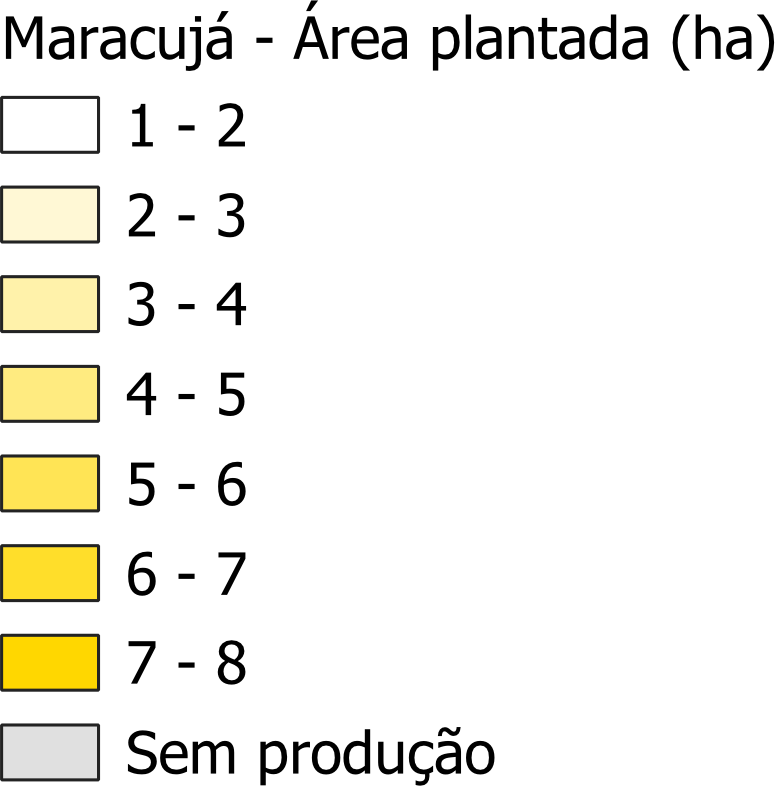 Maracujá - Área plantada (ha)
1 - 2
2 - 3
3 - 4
4 - 5
5 - 6
6 - 7
7 - 8
Sem produção